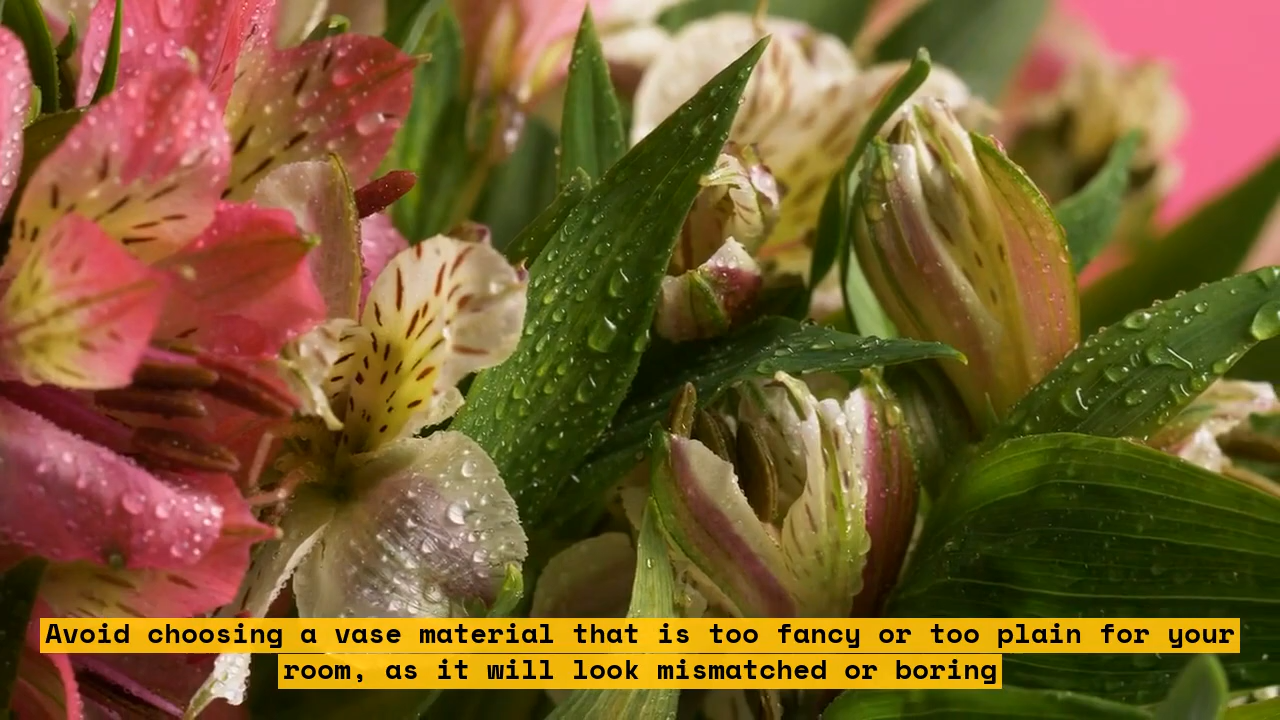 Avoid choosing a vase material that is too fancy or too plain for your
room, as it will look mismatched or boring